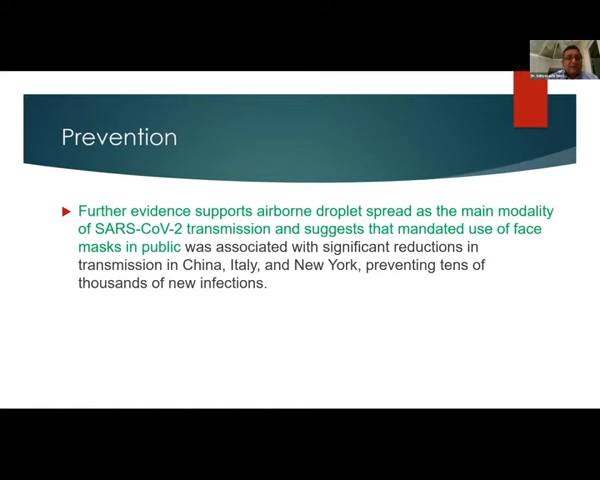 Prevention
Further evidence supports airborne droplet spread as the main modality
of SARS-CoV-2 transmission and suggests that mandated use of face
masks in public was associated with significant reductions in
transmission in China, Italy, and New York, preventing tens of
thousands of new infections.